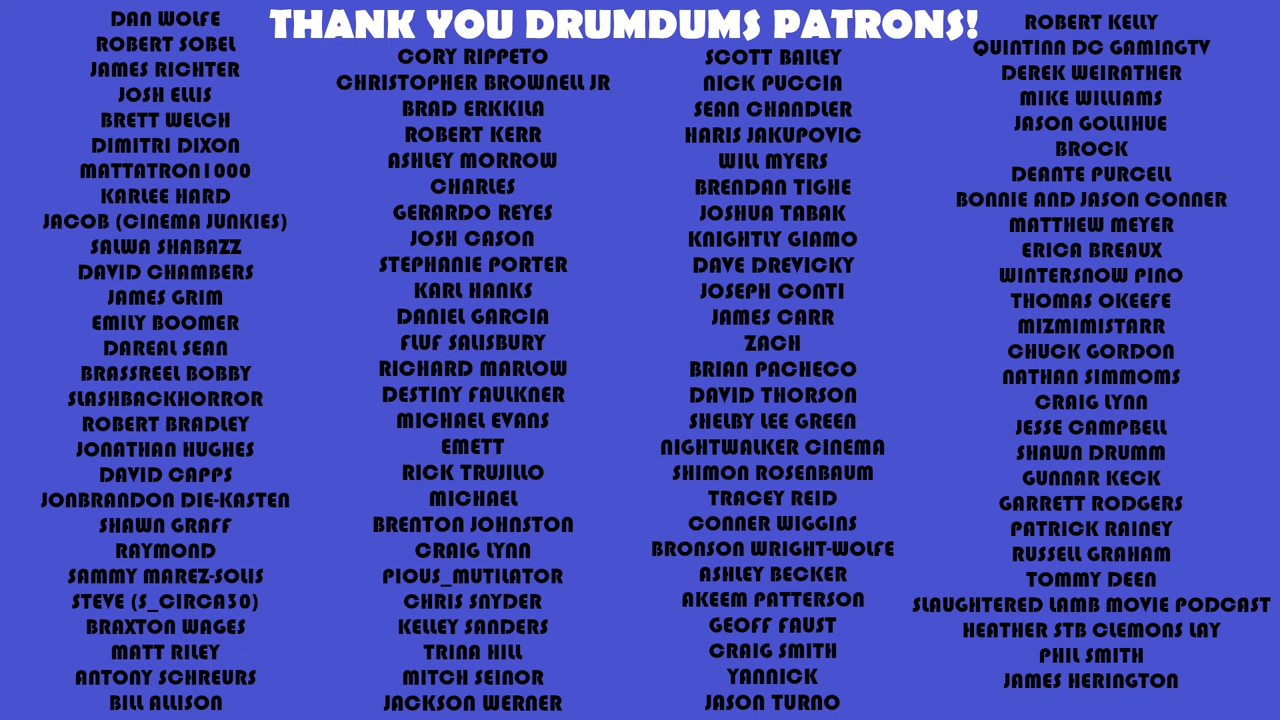 THANK YOU DRUMDUMS PATRONS!
DAN WOLFE
ROBERT SOBEL
JAMES RICHTER
JOSH ELLIS
BRETT WELCH
DIMITRI DIXON
MATTATRON1000
KARLEE HARD
JACOB (CINEMA JUNKIES)
SALWA SHABAZZ
DAVID CHAMBERS
JAMES GRIM
EMILY BOOMER
DAREAL SEAN
BRASSREEL BOBBY
SLASHBACKHORROR
ROBERT BRADLEY
JONATHAN HUGHES
DAVID CAPPS
JONBRANDON DIE-KASTEN
SHAWN GRAFF
RAYMOND
SAMMY MAREZ-SOLIS
STEVE (S_CIRCA30)
BRAXTON WAGES
MATT RILEY
ANTONY SCHREURS
BILL ALLISON
CORY RIPPETO
CHRISTOPHER BROWNELL JR
BRAD ERKKILA
ROBERT KERR
ASHLEY MORROW
CHARLES
GERARDO REYES
JOSH CASON
STEPHANIE PORTER
KARL HANKS
DANIEL GARCIA
FLUF SALISBURY
RICHARD MARLOW
DESTINY FAULKNER
MICHAEL EVANS
EMETT
RICK TRUJILLO
MICHAEL
BRENTON JOHNSTON
CRAIG LYNN
PIOUS_MUTILATOR
CHRIS SNYDER
KELLEY SANDERS
TRINA HILL
MITCH SEINOR
JACKSON WERNER
SCOTT BAILEY
NICK PUCCIA
SEAN CHANDLER
HARIS JAKUPOVIC
WILL MYERS
BRENDAN TIGHE
JOSHUA TABAK
KNIGHTLY GIAMO
DAVE DREVICKY
JOSEPH CONTI
JAMES CARR
ZACH
BRIAN PACHECO
DAVID THORSON
SHELBY LEE GREEN
NIGHTWALKER CINEMA
SHIMON ROSENBAUM
TRACEY REID
CONNER WIGGINS
BRONSON WRIGHT-WOLFE
ASHLEY BECKER
AKEEM PATTERSON
GEOFF FAUST
CRAIG SMITH
YANNICK
JASON TURNO
ROBERT KELLY
QUINTINN DC GAMINGTV
DEREK WEIRATHER
MIKE WILLIAMS
JASON GOLLIHUE
BROCK
DEANTE PURCELL
BONNIE AND JASON CONNER
MATTHEW MEYER
ERICA BREAUX
WINTERSNOW PINO
THOMAS OKEEFE
MIZMIMISTARR
CHUCK GORDON
NATHAN SIMMOMS
CRAIG LYNN
JESSE CAMPBELL
SHAWN DRUMM
GUNNAR KECK
GARRETT RODGERS
PATRICK RAINEY
RUSSELL GRAHAM
TOMMY DEEN
SLAUGHTERED LAMB MOVIE PODCAST
HEATHER STB CLEMONS LAY
PHIL SMITH
JAMES HERINGTON